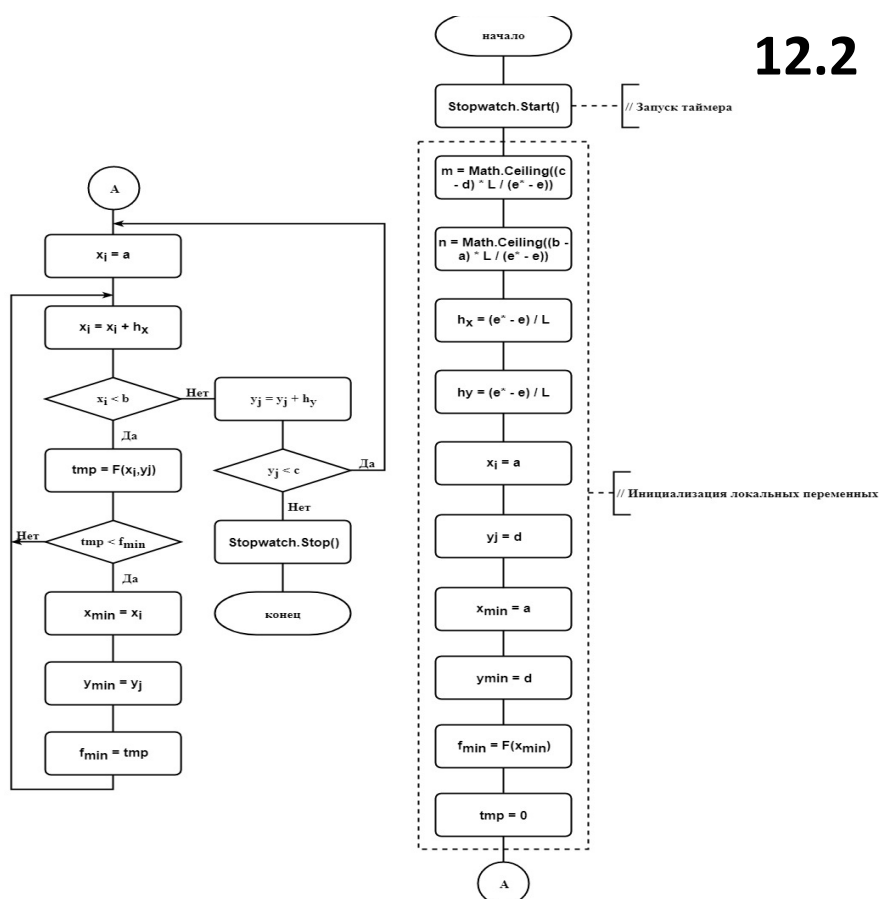 12.2
начало
Stopwatch.Start()
// Запуск таймера
m = Math.Ceiling((c
- d) * L / (e* - e))
n = Math.Ceiling((b -
a) * L / (e* - e))
hx = (e* - e) / L
hy = (e* - e) / L
xi = a
yj = d
// Инициализация локальных переменных
xmin = a
ymin = d
fmin = F(xmin)
tmp = 0
A
A
xi = a
xi = xi + hx
xi < b
Нет
yj = yj + hy
Да
tmp = F(xi,yj)
yj < c
Да
Нет
tmp < fmin
Нет
Stopwatch.Stop()
Да
xmin = xi
конец
ymin = yj
fmin = tmp